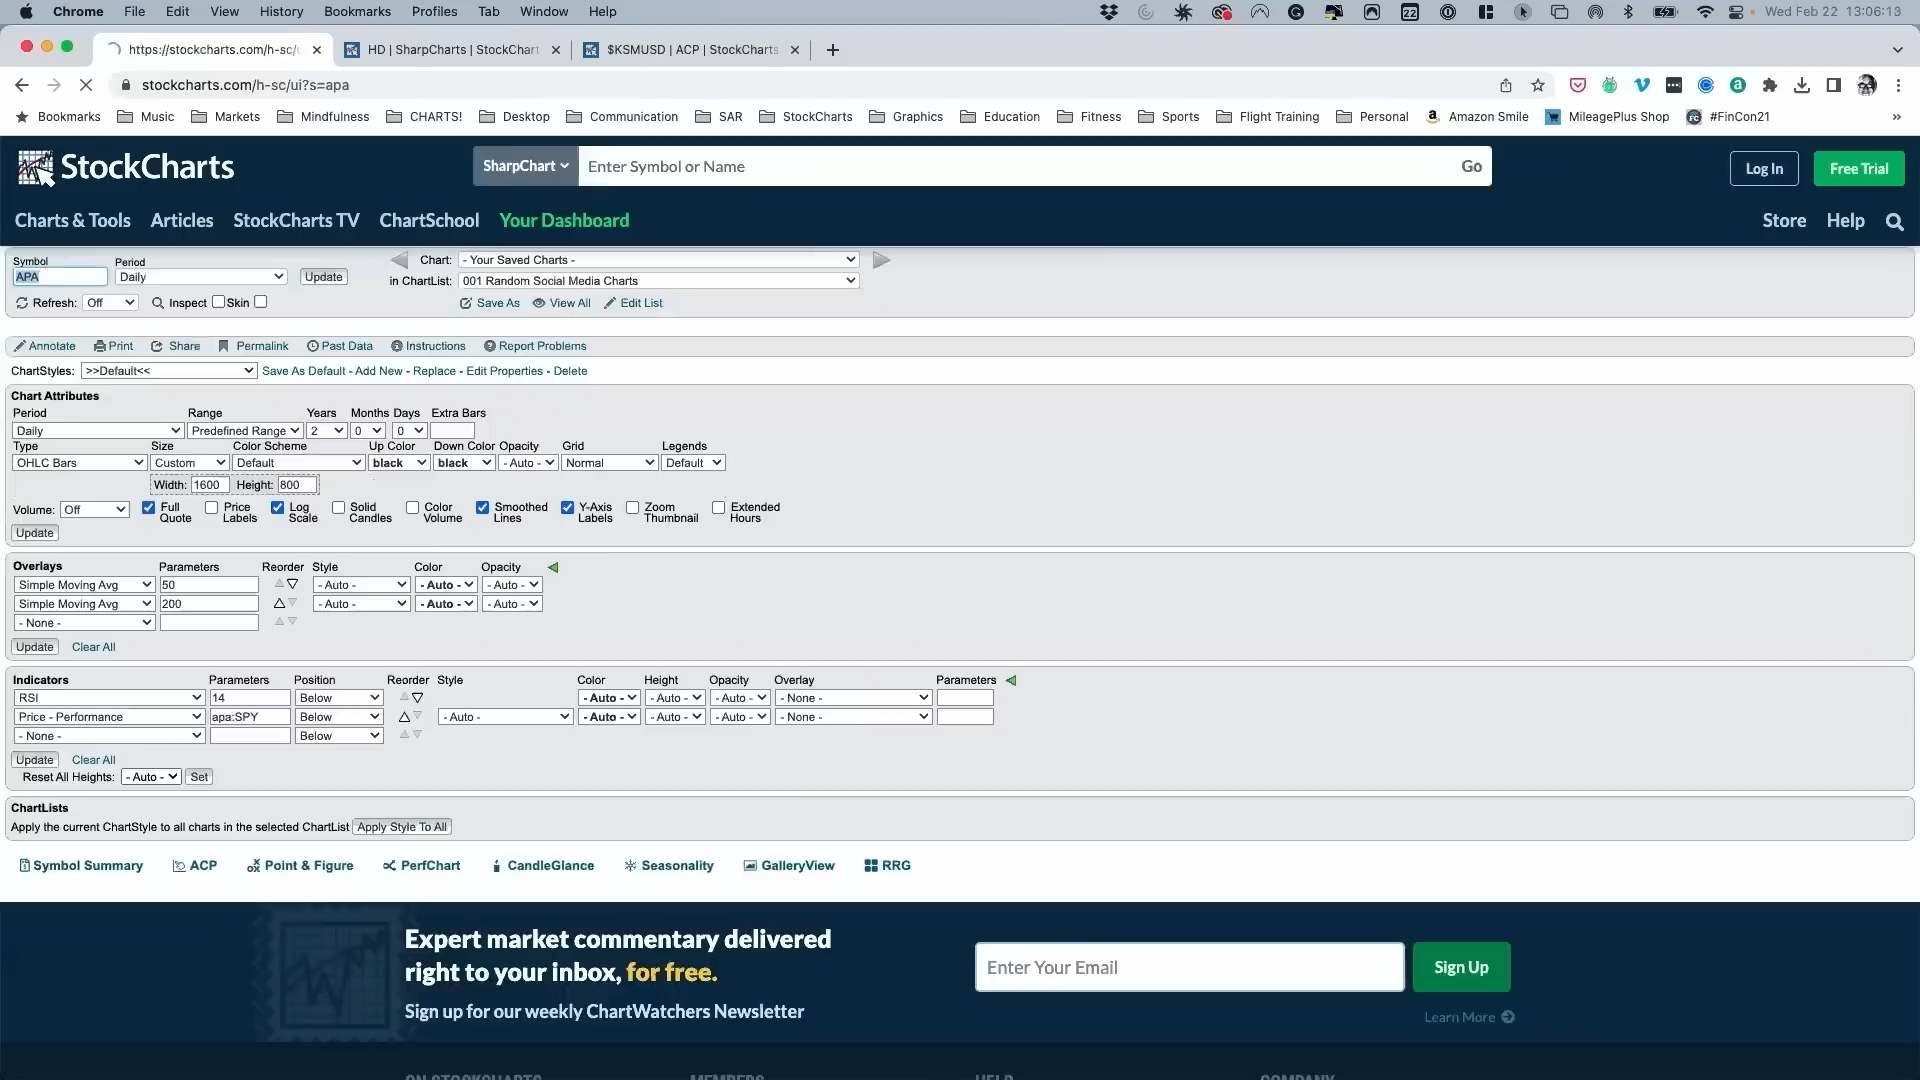 Chrome File Edit View History Bookmarks Profiles Tab Window Help 22 Wed Feb 22 13:06:13
https://stockcharts.com/h-sc/u HD | SharpCharts | StockChart $KSMUSD | ACP | StockCharts
stockcharts.com/h-sc/ui?s=apa
Bookmarks Music Markets Mindfulness CHARTS! Desktop Communication SAR StockCharts Graphics Education Fitness Sports Flight Training Personal Amazon Smile MileagePlus Shop #FinCon21 »
StockCharts SharpChart Enter Symbol or Name Go Log In Free Trial
Charts & Tools Articles StockCharts TV ChartSchool Your Dashboard Store Help
Symbol Period Chart: - Your Saved Charts -
APA Daily Update in ChartList: 001 Random Social Media Charts
Refresh: Off Inspect Skin Save As View All Edit List
Annotate Print Share Permalink Past Data Instructions Report Problems
ChartStyles: >>Default<< Save As Default - Add New - Replace - Edit Properties - Delete
Chart Attributes
Period Range Years Months Days Extra Bars
Daily Predefined Range 2 0 0
Type Size Color Scheme Up Color Down Color Opacity Grid Legends
OHLC Bars Custom Default black black - Auto - Normal Default
Width: 1600 Height: 800
Volume: Off Full Quote Price Labels Log Scale Solid Candles Color Volume Smoothed Lines Y-Axis Labels Zoom Thumbnail Extended Hours
Update
Overlays Parameters Reorder Style Color Opacity
Simple Moving Avg 50 - Auto - - Auto - - Auto -
Simple Moving Avg 200 - Auto - - Auto - - Auto -
- None -
Update Clear All
Indicators Parameters Position Reorder Style Color Height Opacity Overlay Parameters
RSI 14 Below - Auto - - Auto - - Auto - - None -
Price - Performance apa:SPY Below - Auto - - Auto - - Auto - - Auto - - None -
- None - Below
Update Clear All
Reset All Heights: - Auto - Set
ChartLists
Apply the current ChartStyle to all charts in the selected ChartList Apply Style To All
Symbol Summary ACP Point & Figure PerfChart CandleGlance Seasonality GalleryView RRG
Expert market commentary delivered
right to your inbox, for free.
Enter Your Email Sign Up
Sign up for our weekly ChartWatchers Newsletter
Learn More
ON STOCKCHARTS MEMBERS HELP COMPANY